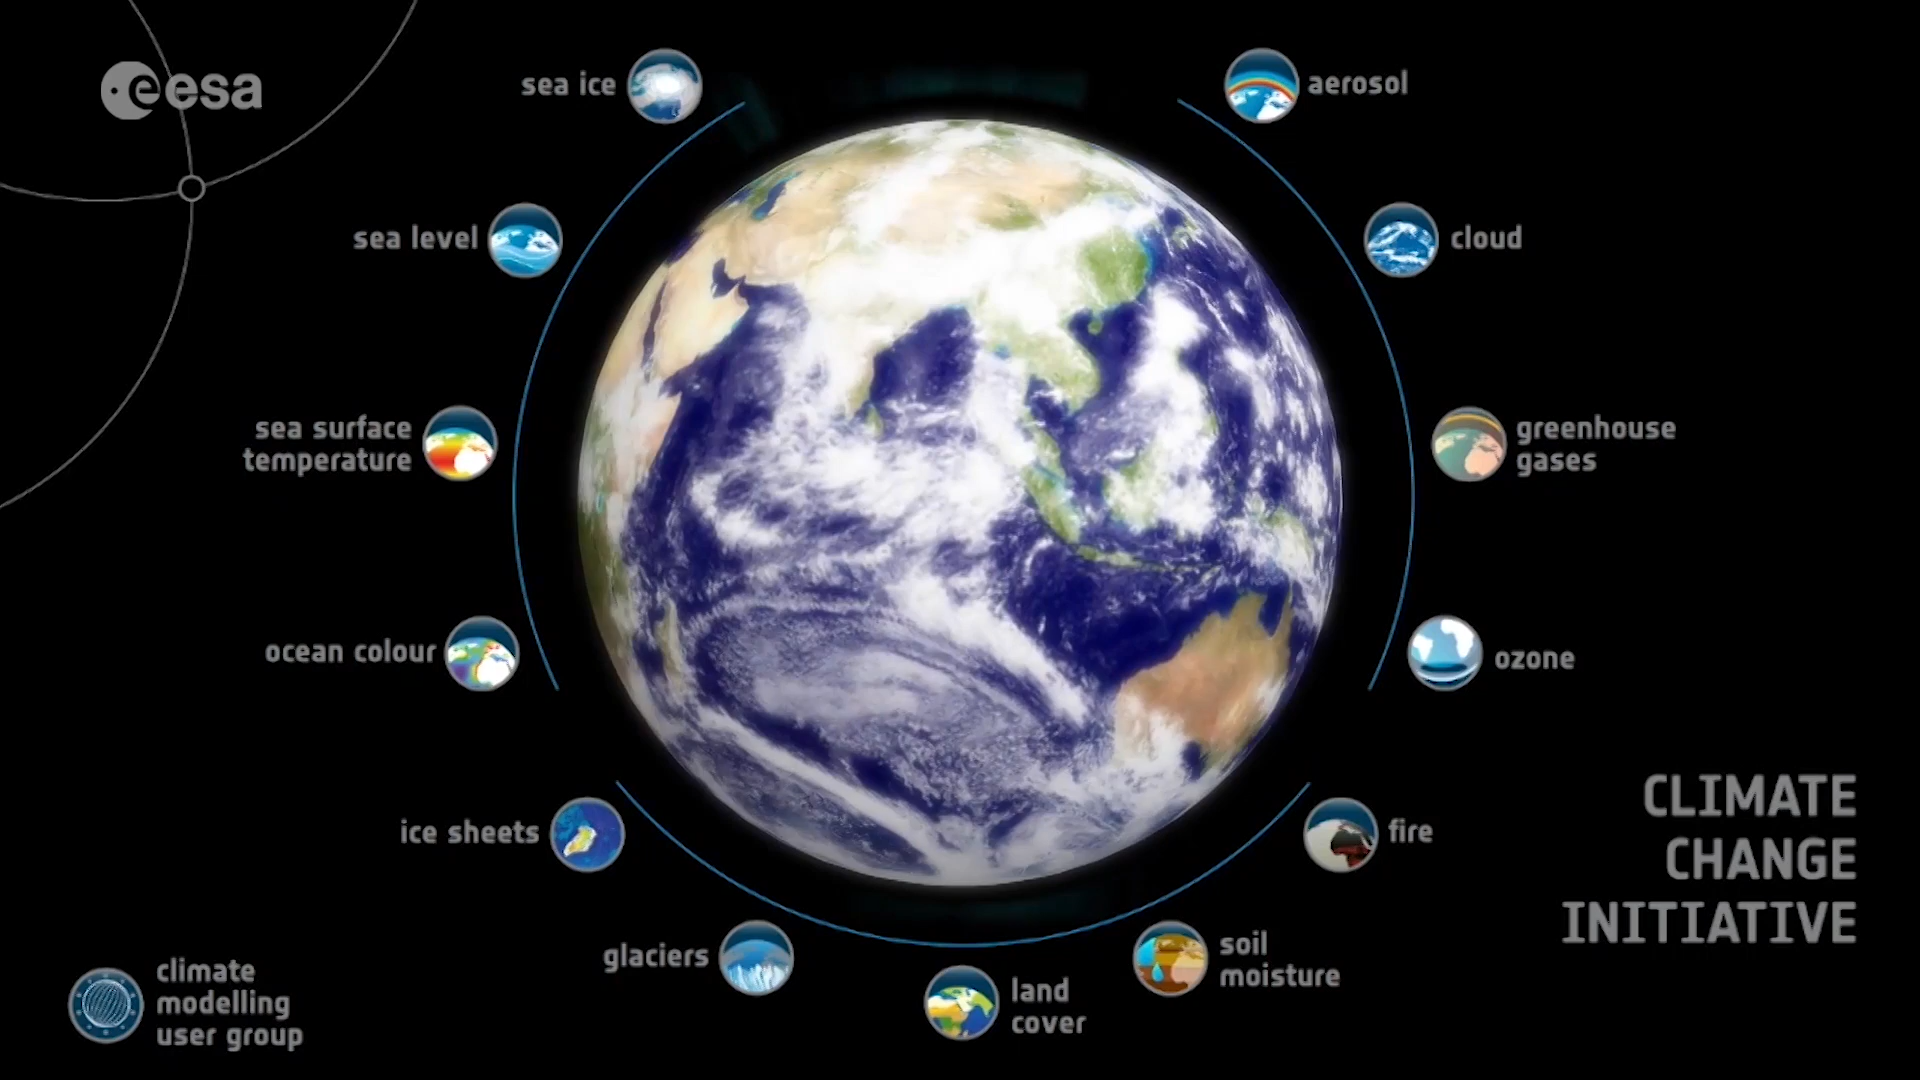 esa
sea ice
aerosol
sea level
cloud
sea surface
temperature
greenhouse
gases
ocean colour
ozone
ice sheets
fire
glaciers
soil
moisture
land
cover
CLIMATE
CHANGE
INITIATIVE
climate
modelling
user group